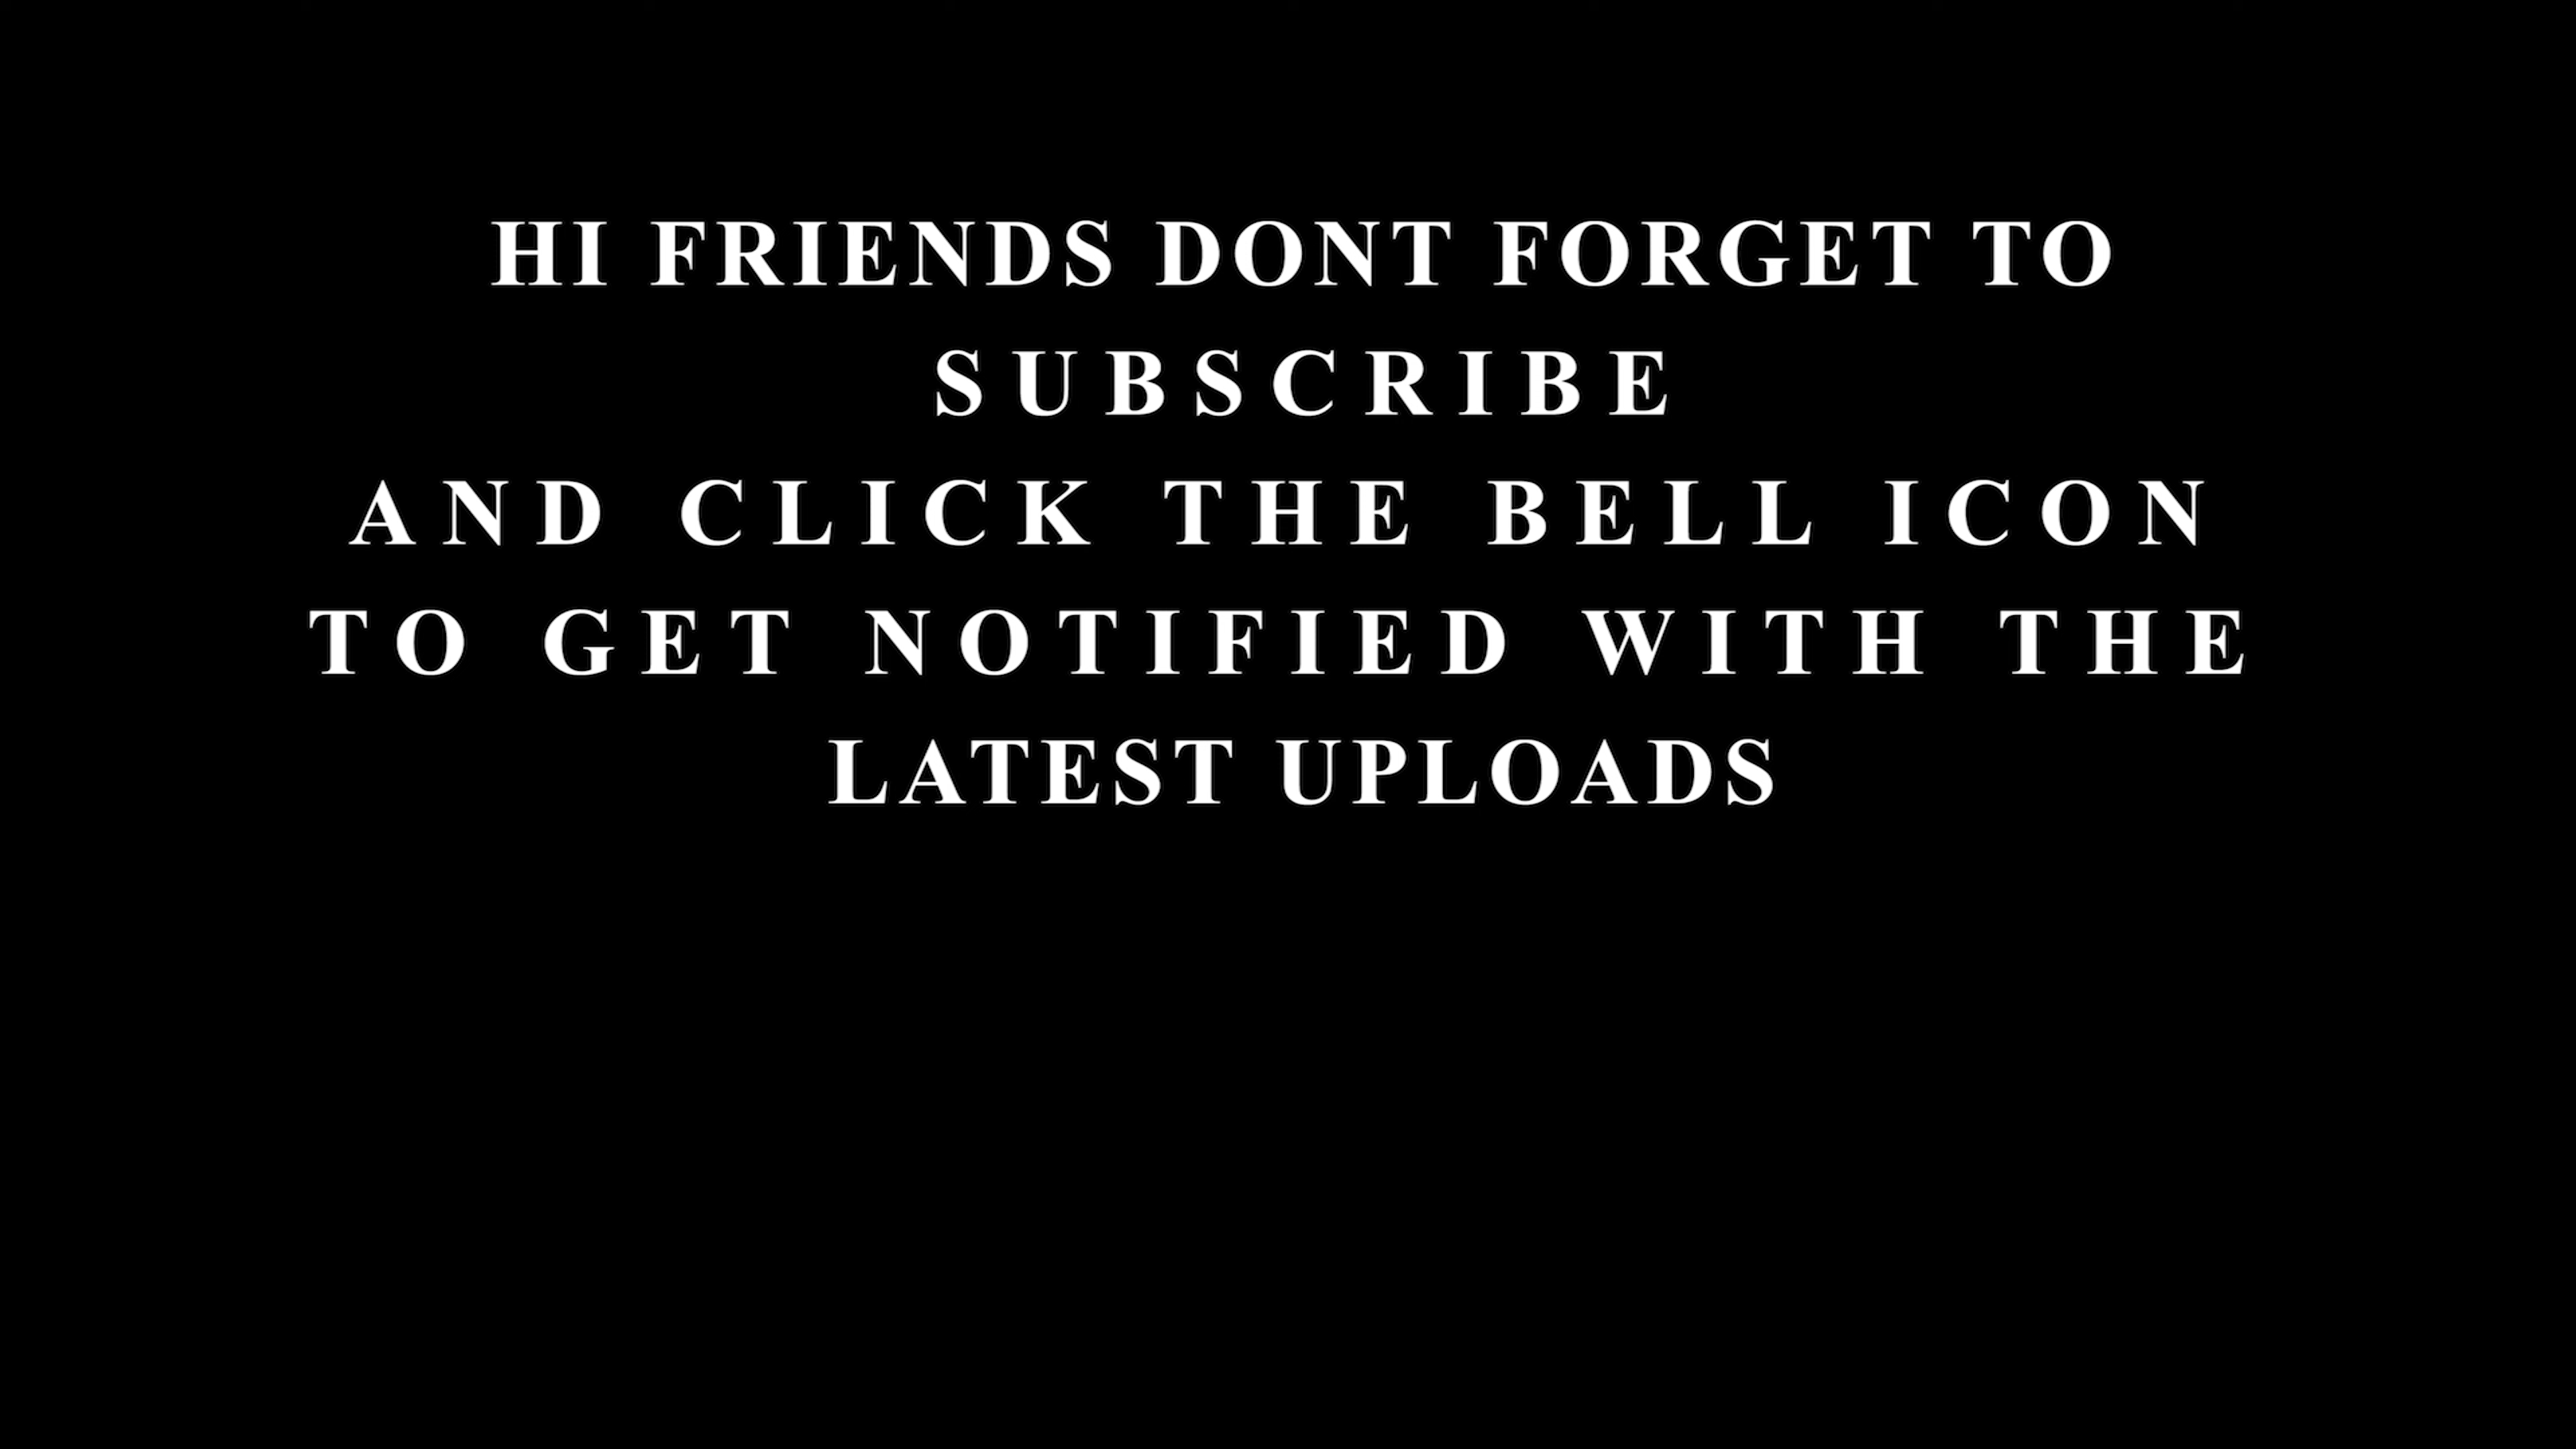 HI FRIENDS DONT FORGET TO
SUBSCRIBE
AND CLICK THE BELL ICON
TO GET NOTIFIED WITH THE
LATEST UPLOADS